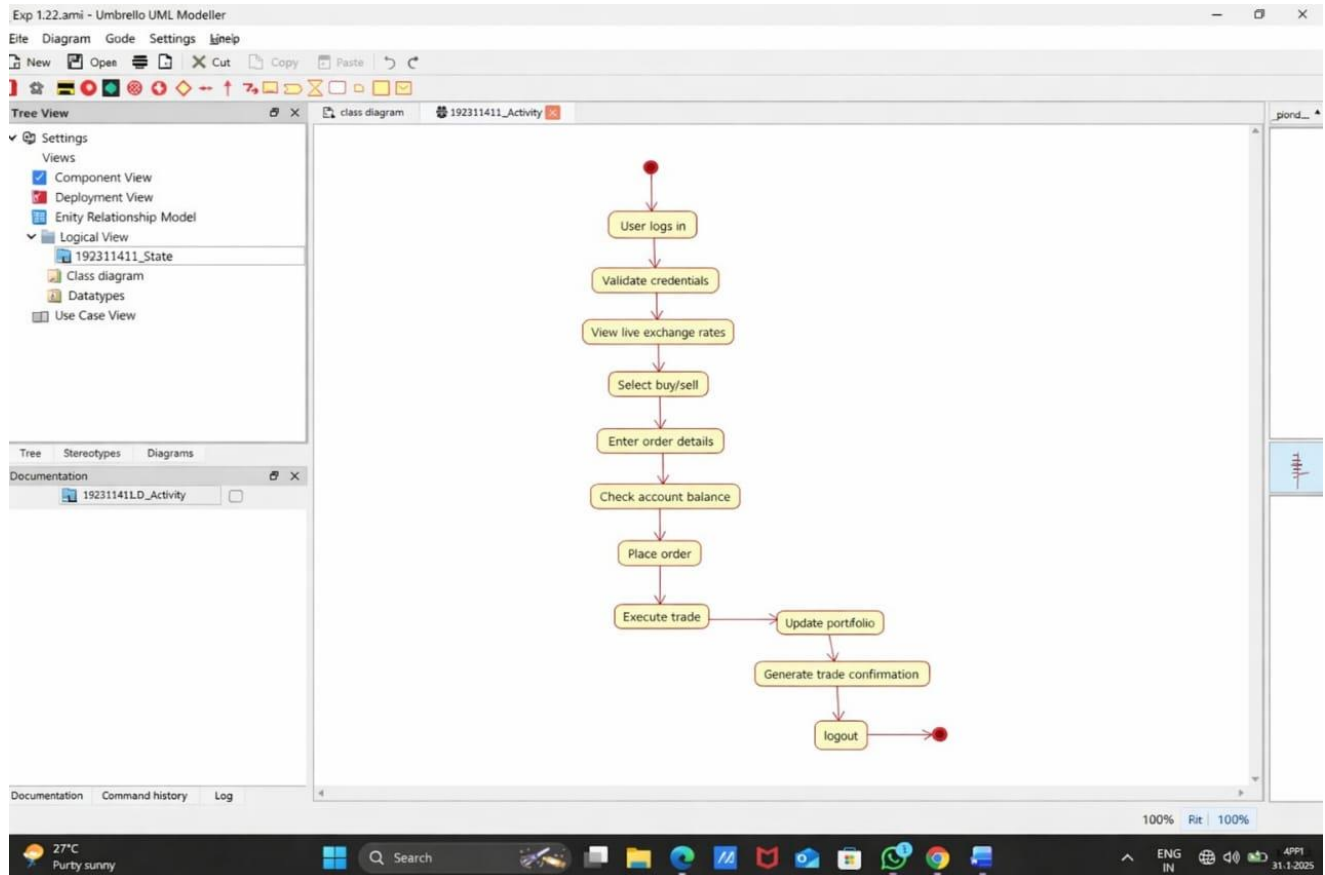 Exp 1.22.ami - Umbrello UML Modeller
Eite Diagram Gode Settings Lineip
New Open Cut Copy Paste
Tree View
class diagram 192311411_Activity
_piond__
Settings
Views
Component View
Deployment View
Enity Relationship Model
Logical View
192311411_State
Class diagram
Datatypes
Use Case View
Tree Stereotypes Diagrams
Documentation
19231141LD_Activity
User logs in
Validate credentials
View live exchange rates
Select buy/sell
Enter order details
Check account balance
Place order
Execute trade
Update portifolio
Generate trade confirmation
logout
Documentation Command history Log
100% Rit 100%
27°C
Purty sunny
Search
ENG
IN
APP1
31.1-2025